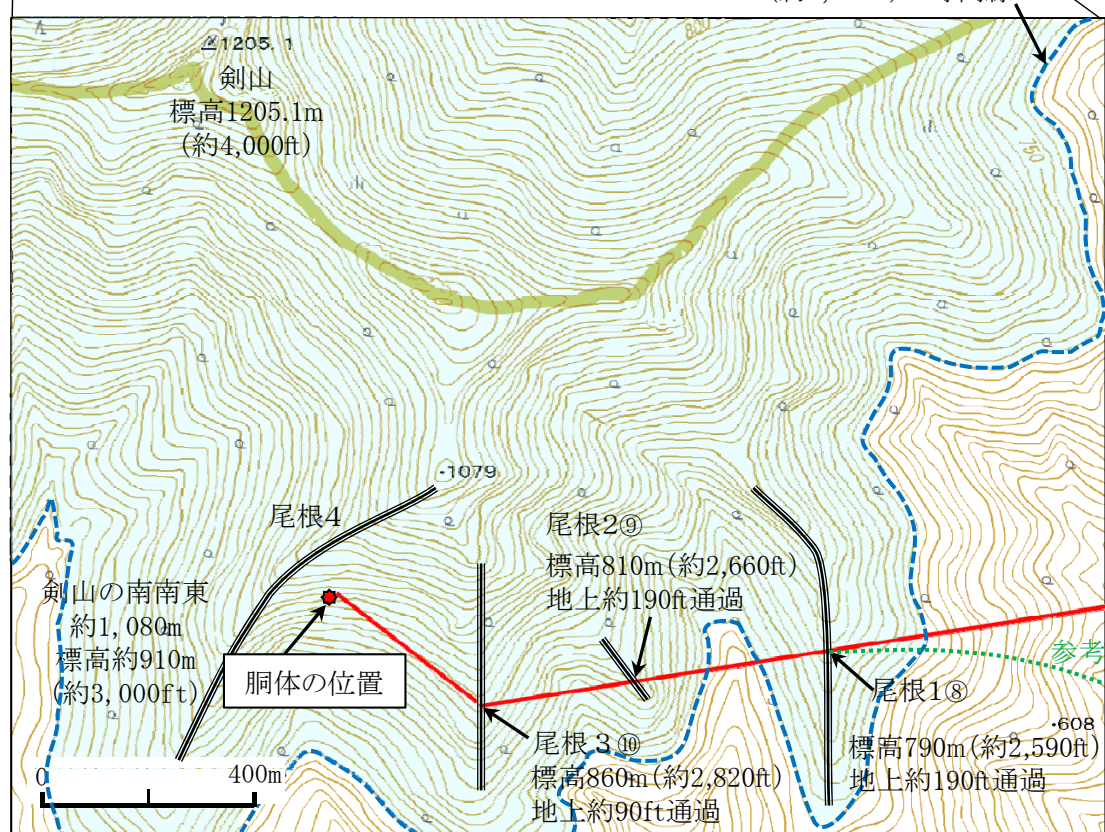 800
1205.1
剣山
標高1205.1m
(約4,000ft)
750
-1079
尾根4
尾根2⑨
標高810m(約2,660ft)
地上約190ft通過
剣山の南南東
約1,080m
標高約910m
(約3,000ft)
胴体の位置
参考
尾根1⑧
・608
標高790m(約2,590ft)
地上約190ft通過
尾根３⑩
標高860m(約2,820ft)
地上約90ft通過
0
400m